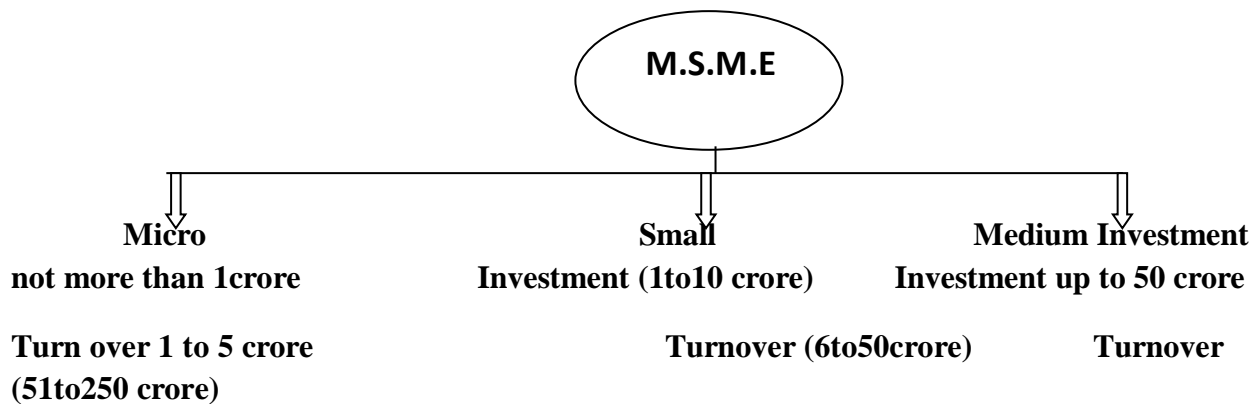 M.S.M.E
Micro Small Medium Investment
not more than 1crore Investment (1to10 crore) Investment up to 50 crore
Turn over 1 to 5 crore Turnover (6to50crore) Turnover
(51to250 crore)